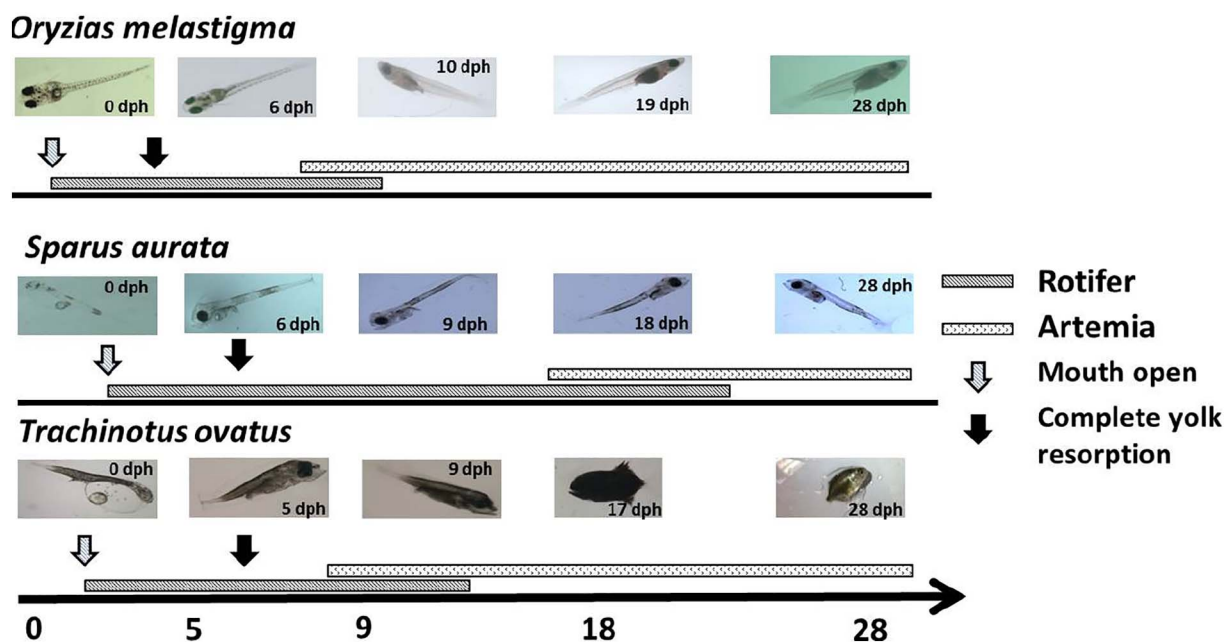 Oryzias melastigma
0 dph
6 dph
10 dph
19 dph
28 dph
Sparus aurata
0 dph
6 dph
9 dph
18 dph
28 dph
Rotifer
Artemia
Mouth open
Complete yolk
resorption
Trachinotus ovatus
0 dph
5 dph
9 dph
17 dph
28 dph
0 5 9 18 28